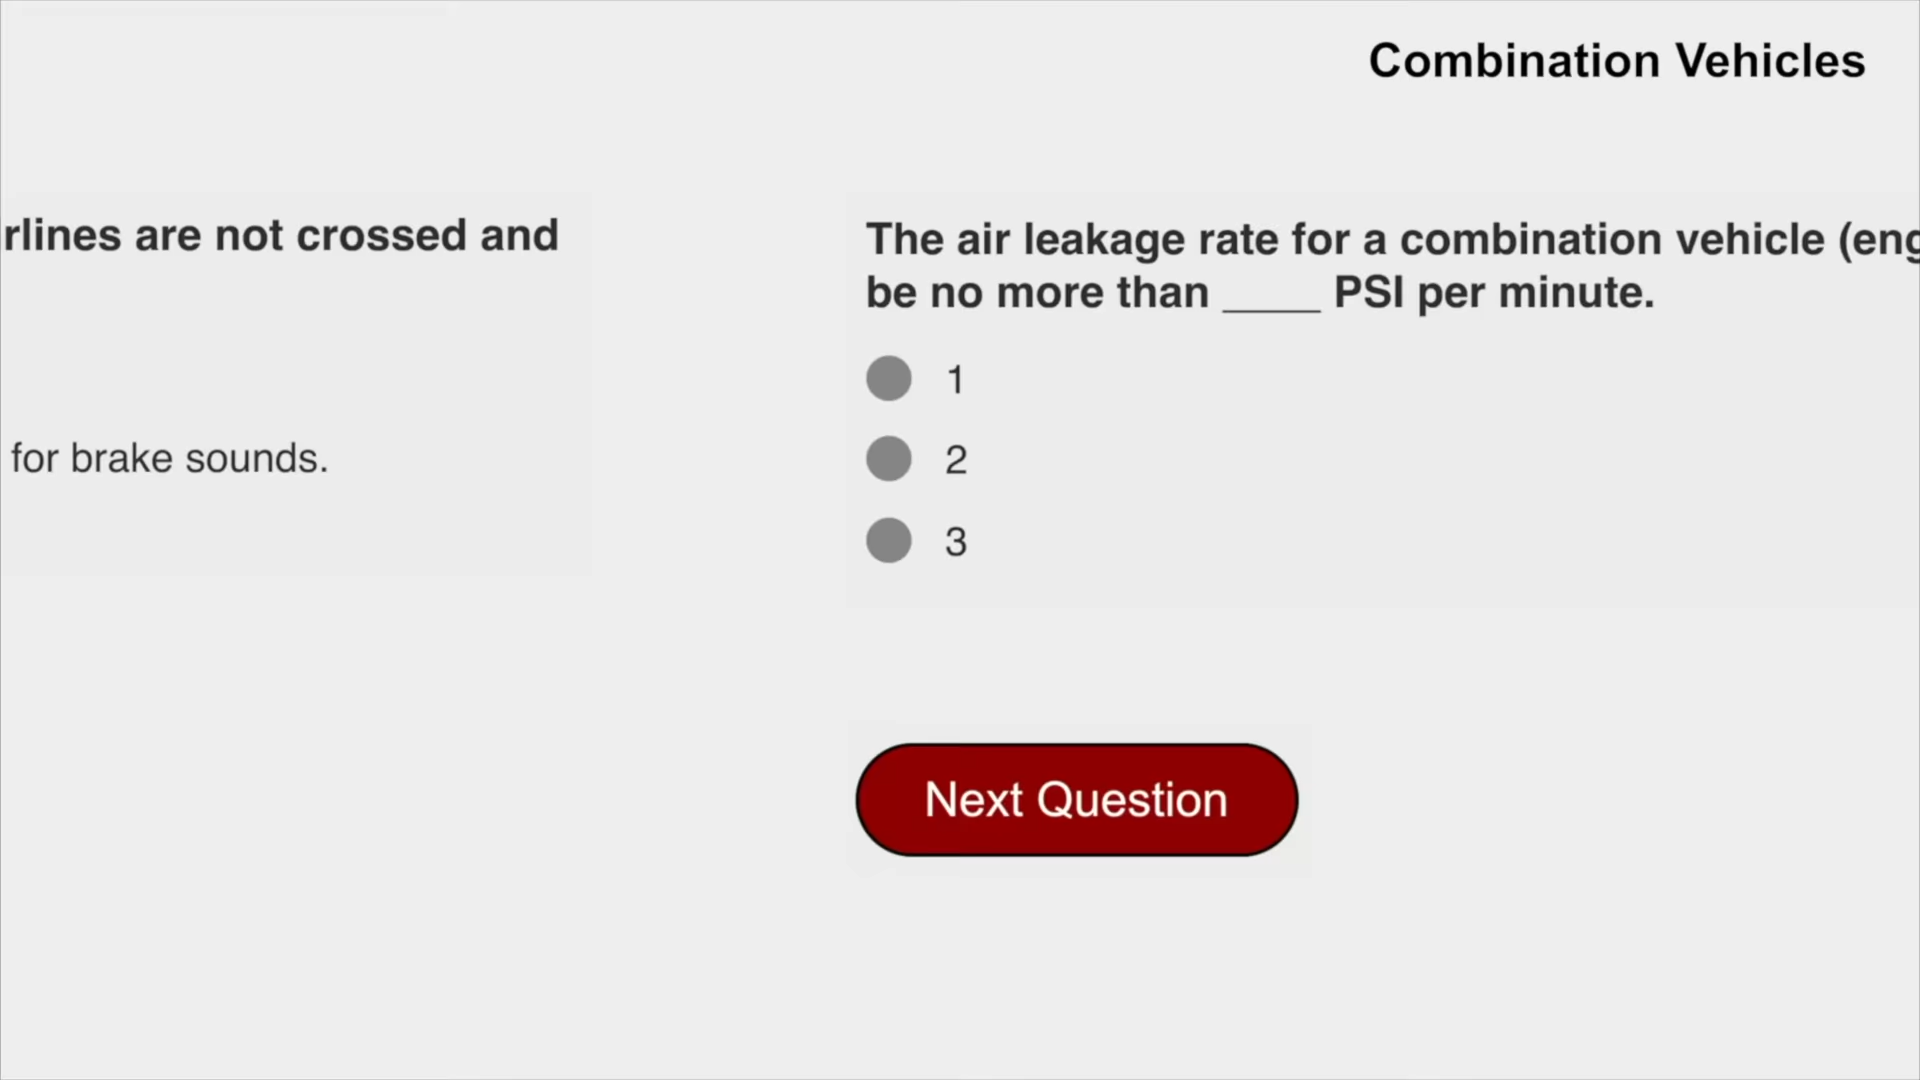 Combination Vehicles
rlines are not crossed and
for brake sounds.
The air leakage rate for a combination vehicle (eng
be no more than ____ PSI per minute.
1
2
3
Next Question